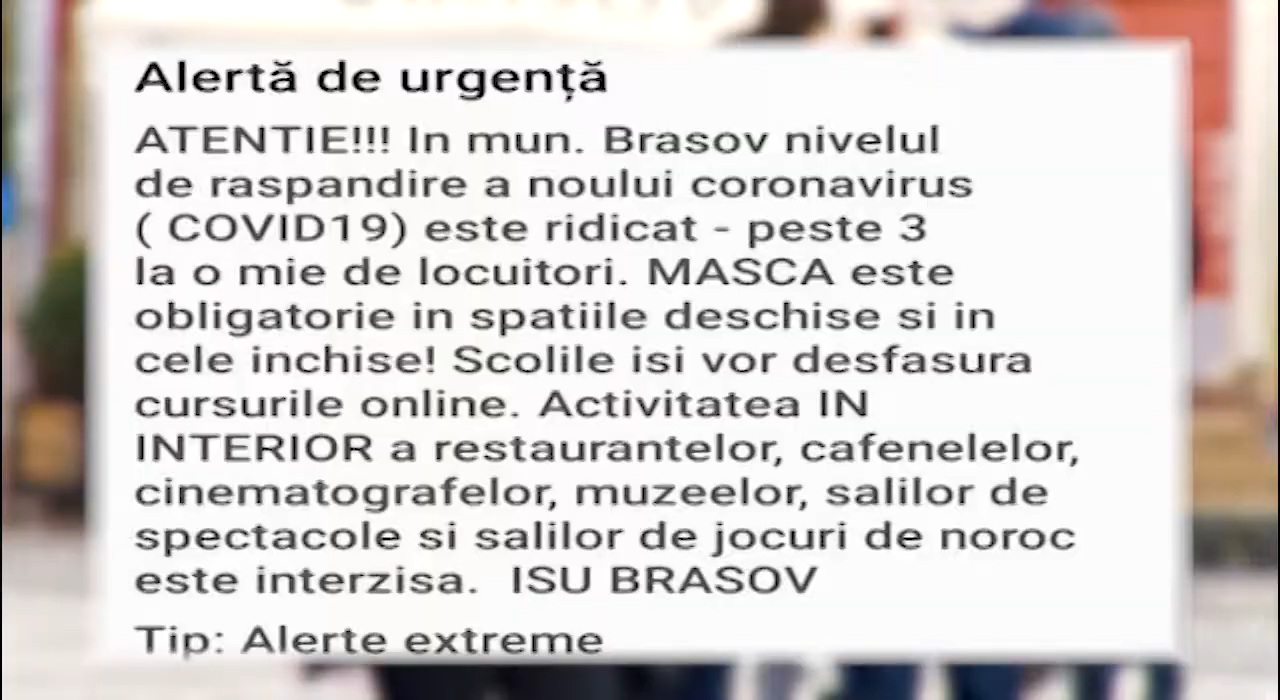 Alertă de urgență
ATENTIE!!! In mun. Brasov nivelul
de raspandire a noului coronavirus
( COVID19) este ridicat - peste 3
la o mie de locuitori. MASCA este
obligatorie in spatiile deschise si in
cele inchise! Scolile isi vor desfasura
cursurile online. Activitatea IN
INTERIOR a restaurantelor, cafenelelor,
cinematografelor, muzeelor, salilor de
spectacole si salilor de jocuri de noroc
este interzisa.  ISU BRASOV
Tip: Alerte extreme